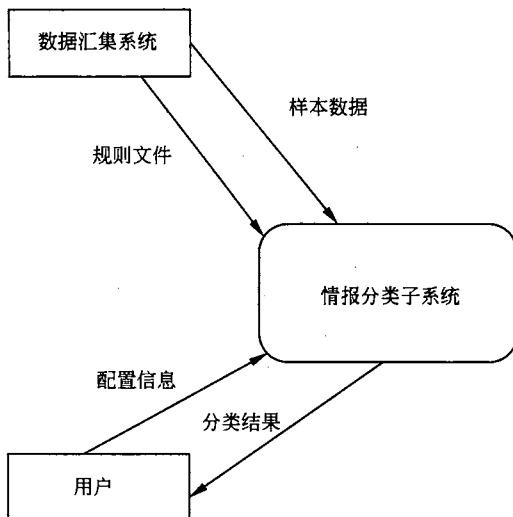 数据汇集系统
样本数据
规则文件
情报分类子系统
配置信息
分类结果
用户